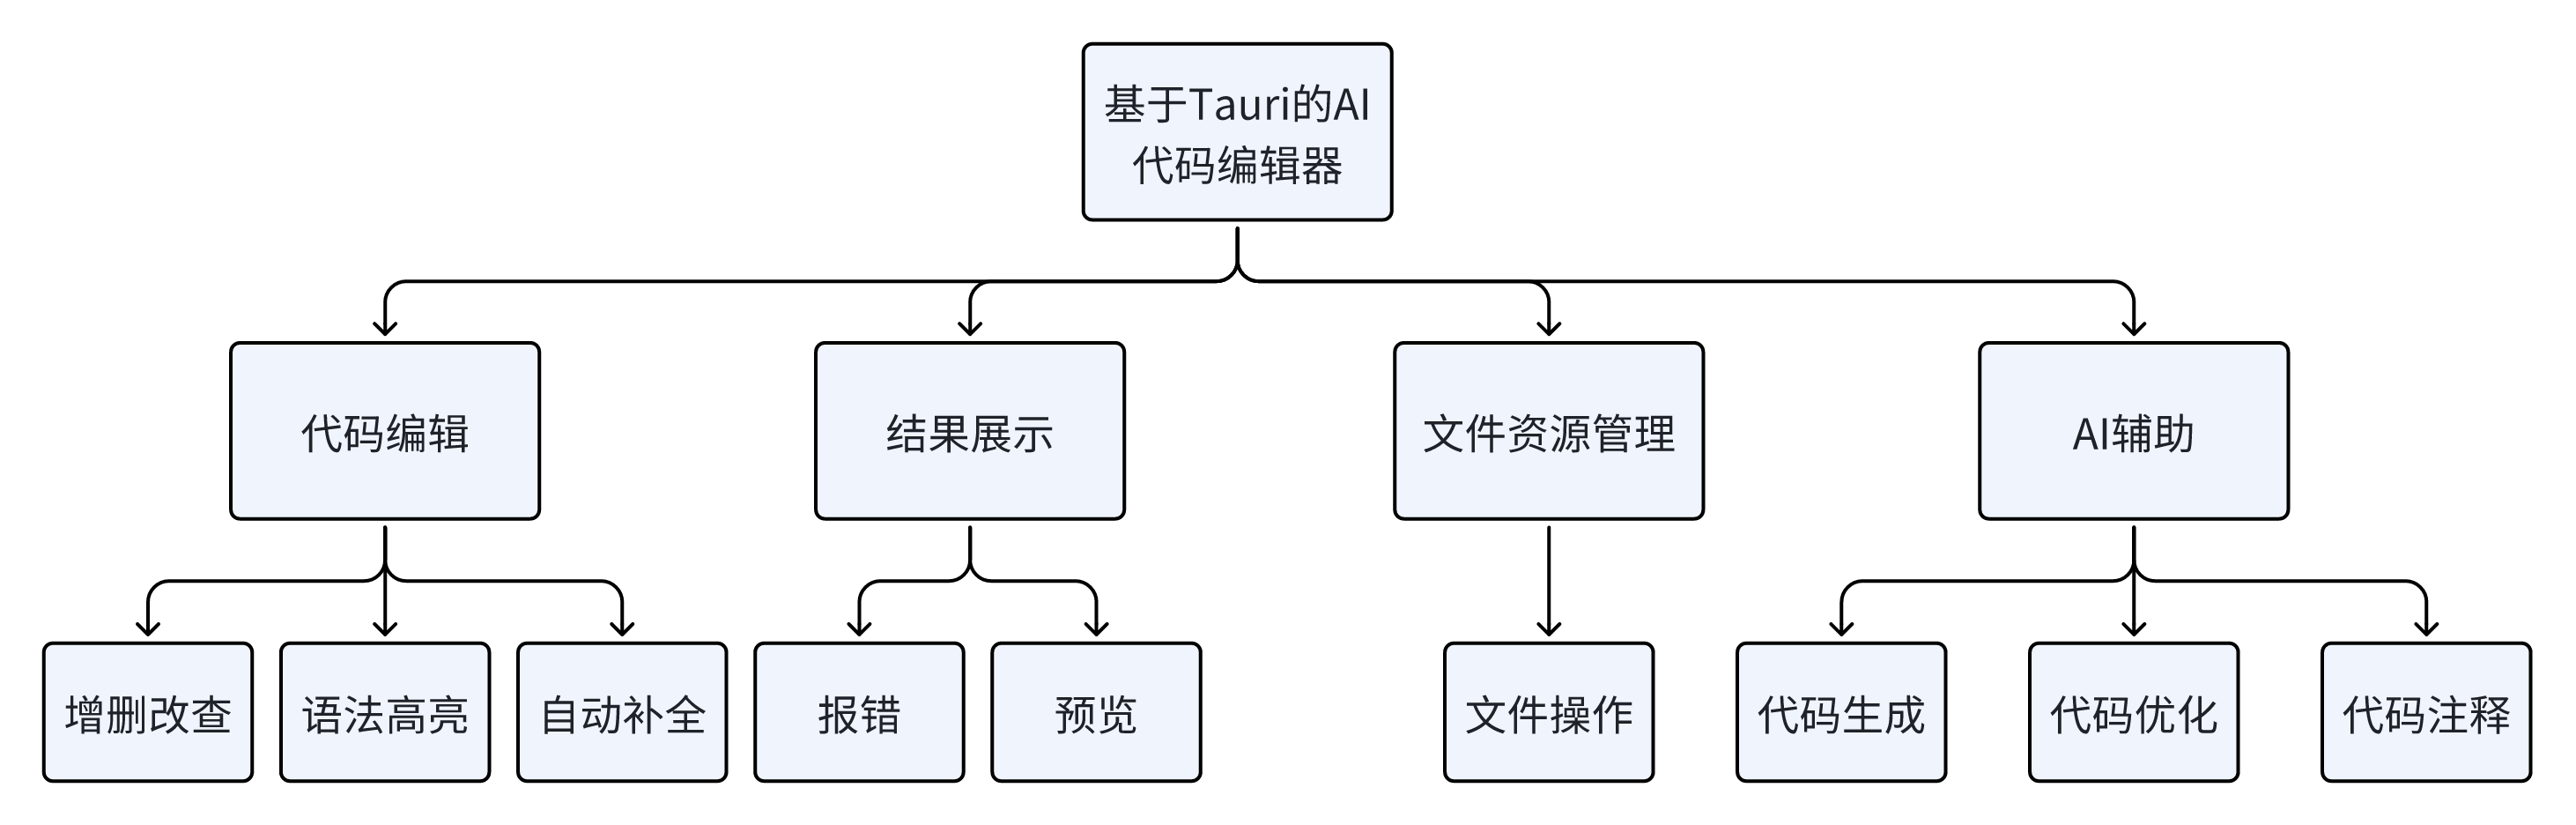 基于Tauri的AI
代码编辑器
代码编辑
结果展示
文件资源管理
AI辅助
增删改查
语法高亮
自动补全
报错
预览
文件操作
代码生成
代码优化
代码注释